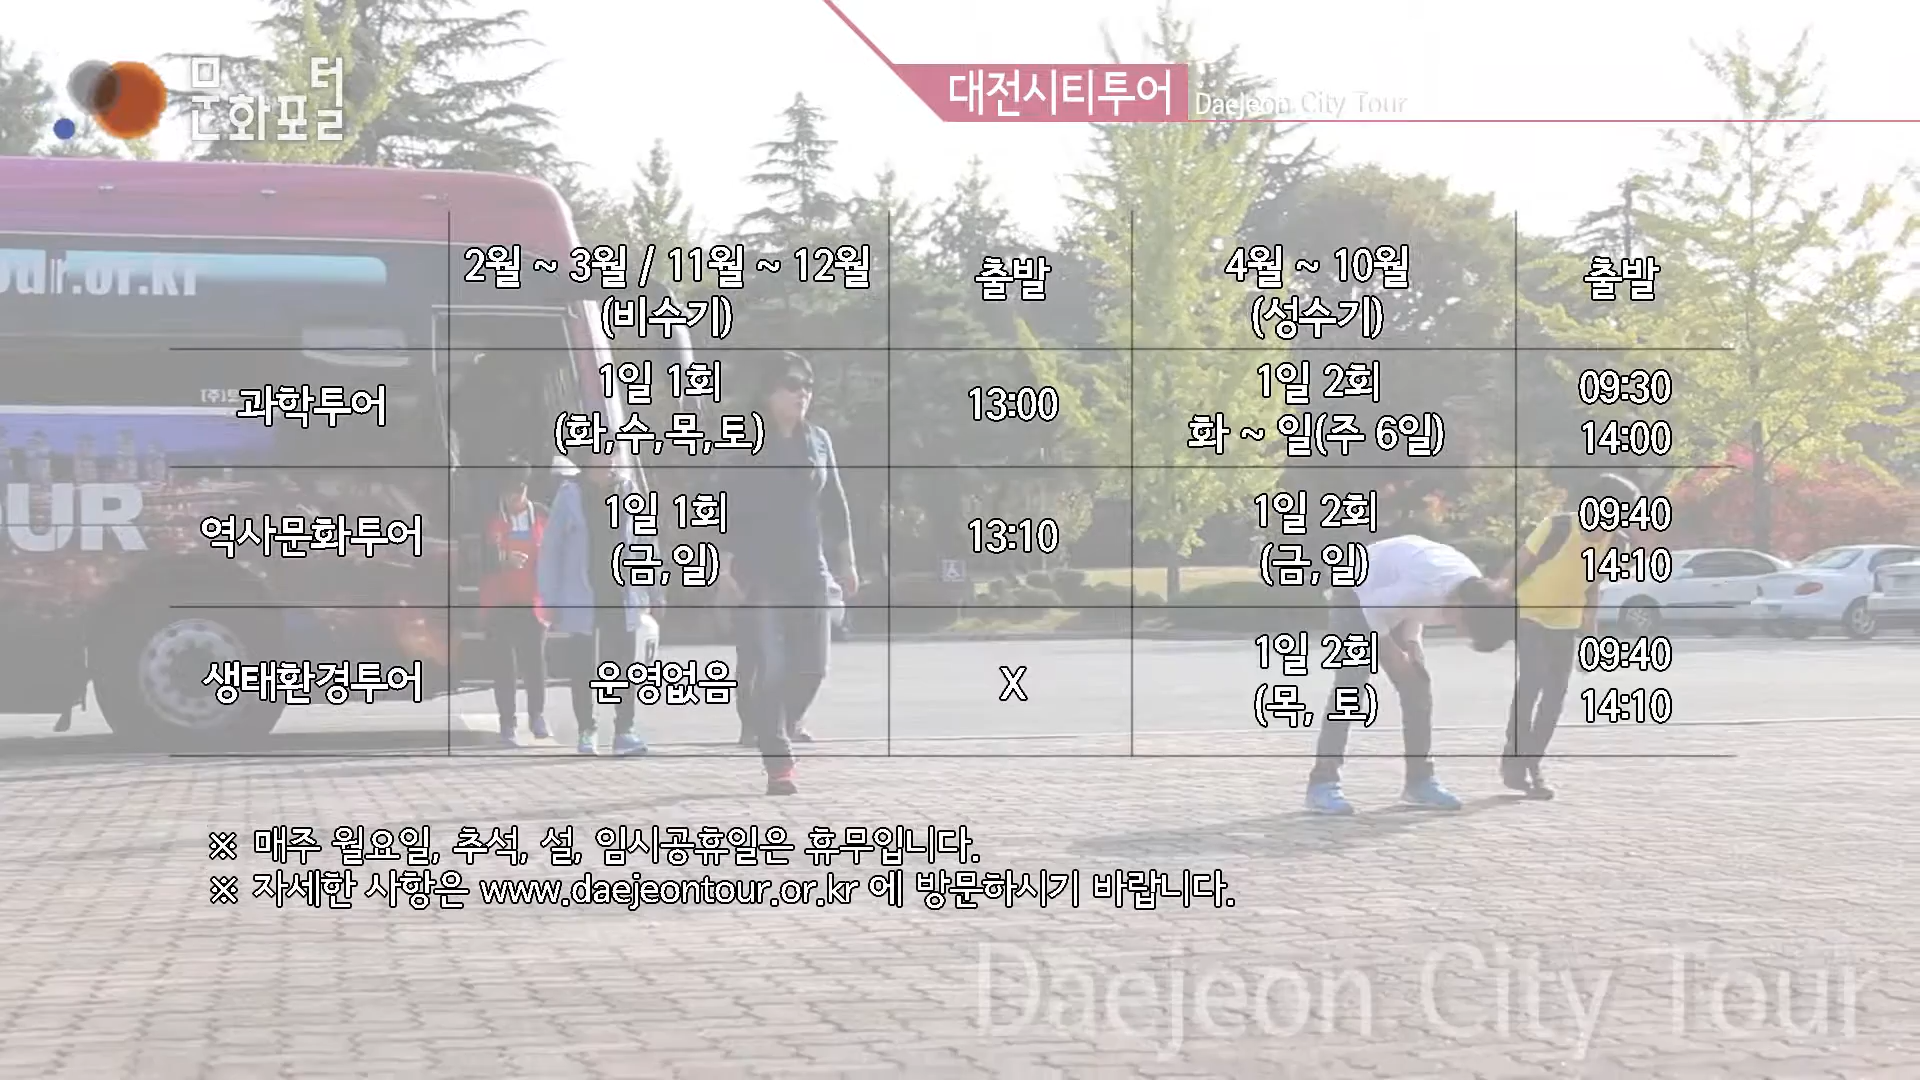 문화포털
대전시티투어 Daejeon City Tour
our.or.kr
2월 ~ 3월 / 11월 ~ 12월
(비수기)
출발
4월 ~ 10월
(성수기)
출발
과학투어
1일 1회
(화,수,목,토)
13:00
1일 2회
화 ~ 일(주 6일)
09:30
14:00
역사문화투어
1일 1회
(금,일)
13:10
1일 2회
(금,일)
09:40
14:10
생태환경투어
운영없음
X
1일 2회
(목, 토)
09:40
14:10
OUR
※ 매주 월요일, 추석, 설, 임시공휴일은 휴무입니다.
※ 자세한 사항은 www.daejeontour.or.kr 에 방문하시기 바랍니다.
Daejeon City Tour